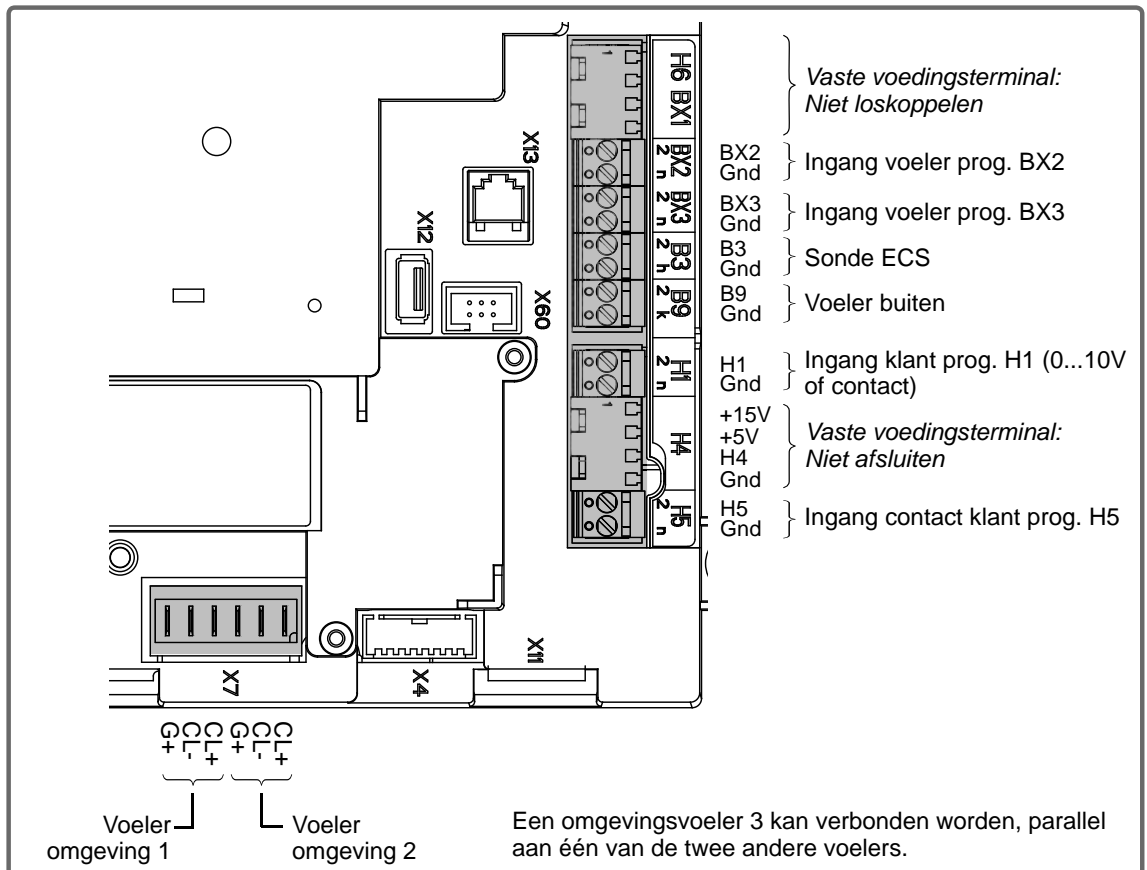 H6 BX1
Vaste voedingsterminal:
Niet loskoppelen
X13
BX2
2 n
BX2
Gnd
Ingang voeler prog. BX2
BX3
2 n
BX3
Gnd
Ingang voeler prog. BX3
X12
B3
2 h
B3
Gnd
Sonde ECS
X60
B9
2 k
B9
Gnd
Voeler buiten
H1
2 n
H1
Gnd
Ingang klant prog. H1 (0...10V
of contact)
H4
+15V
+5V
H4
Gnd
Vaste voedingsterminal:
Niet afsluiten
H5
2 n
H5
Gnd
Ingang contact klant prog. H5
X7
X4
X11
G+
CL-
CL+
G+
CL-
CL+
Voeler
omgeving 1
Voeler
omgeving 2
Een omgevingsvoeler 3 kan verbonden worden, parallel
aan één van de twee andere voelers.